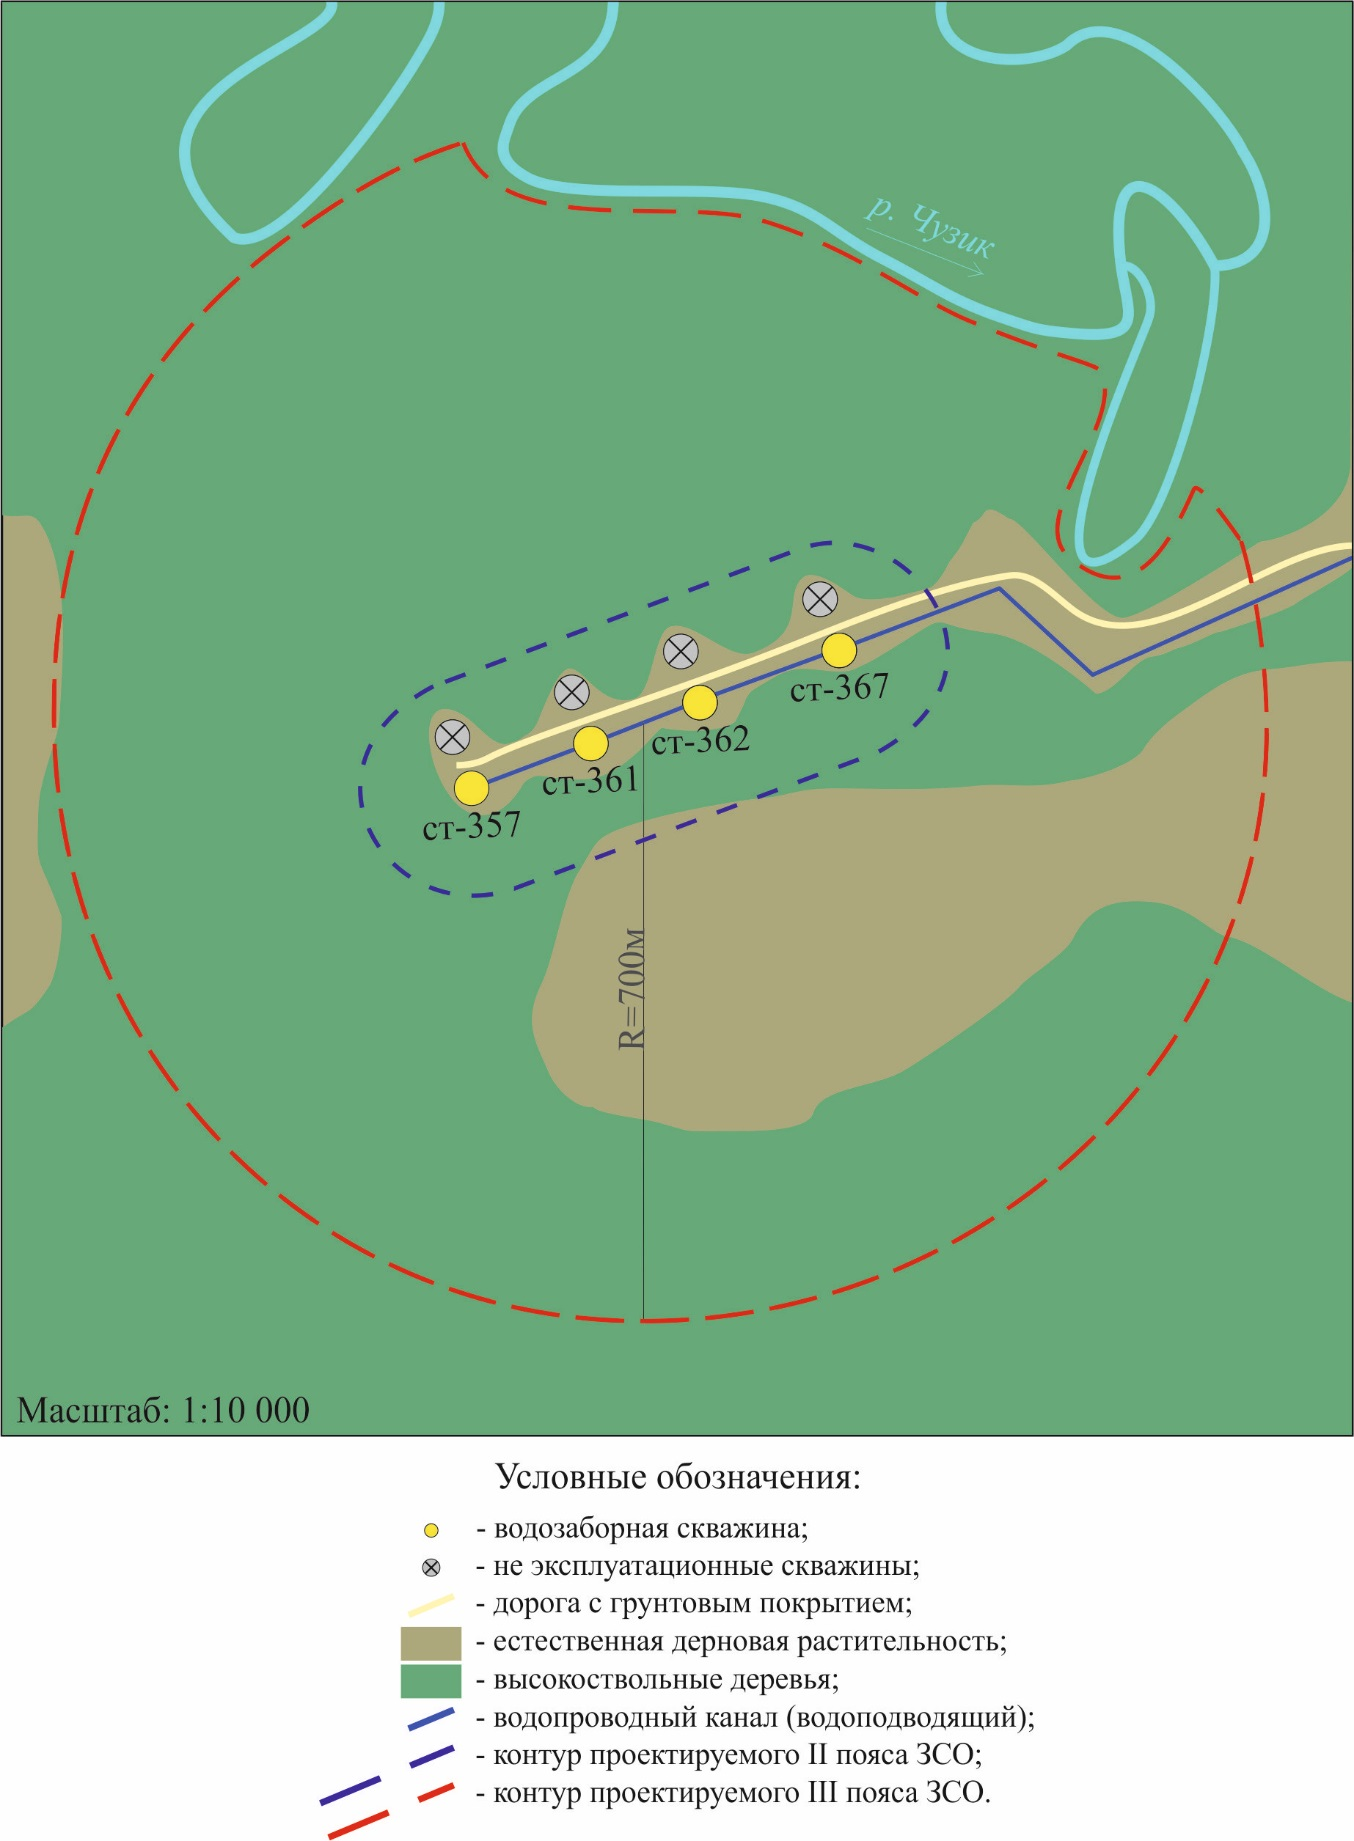 р. Чузик
ст-367
ст-362
ст-361
ст-357
R=700м
Масштаб: 1:10 000
Условные обозначения:
- водозаборная скважина;
- не эксплуатационные скважины;
- дорога с грунтовым покрытием;
- естественная дерновая растительность;
- высокоствольные деревья;
- водопроводный канал (водоподводящий);
- контур проектируемого II пояса ЗСО;
- контур проектируемого III пояса ЗСО.